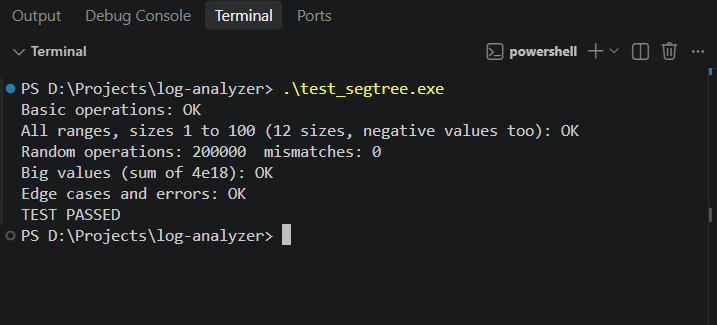 Output Debug Console Terminal Ports
Terminal powershell
PS D:\Projects\log-analyzer> .\test_segtree.exe
Basic operations: OK
All ranges, sizes 1 to 100 (12 sizes, negative values too): OK
Random operations: 200000  mismatches: 0
Big values (sum of 4e18): OK
Edge cases and errors: OK
TEST PASSED
PS D:\Projects\log-analyzer>